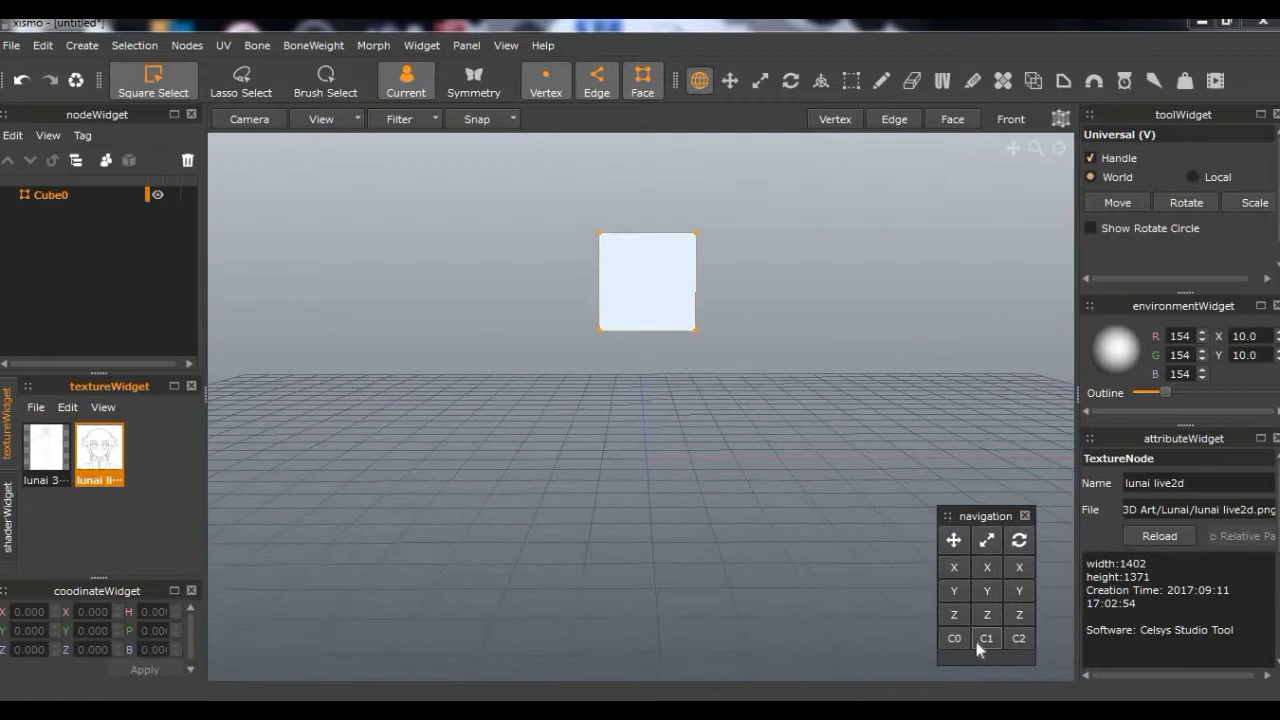 xismo - [untitled*]
File Edit Create Selection Nodes UV Bone BoneWeight Morph Widget Panel View Help
Square Select Lasso Select Brush Select Current Symmetry Vertex Edge Face
nodeWidget
Edit View Tag
Cube0
textureWidget
File Edit View
lunai 3··· lunai li···
textureWidget
shaderWidget
coodinateWidget
X 0.000 X 0.000 H 0.00
Y 0.000 Y 0.000 P 0.00
Z 0.000 Z 0.000 B 0.00
Apply
Camera View Filter Snap Vertex Edge Face Front
navigation
X X X
Y Y Y
Z Z Z
C0 C1 C2
toolWidget
Universal (V)
Handle
World Local
Move Rotate Scale
Show Rotate Circle
environmentWidget
R 154 X 10.0
G 154 Y 10.0
B 154
Outline
attributeWidget
TextureNode
Name lunai live2d
File 3D Art/Lunai/lunai live2d.png
Reload o Relative Pa
width:1402
height:1371
Creation Time: 2017:09:11
17:02:54
Software: Celsys Studio Tool